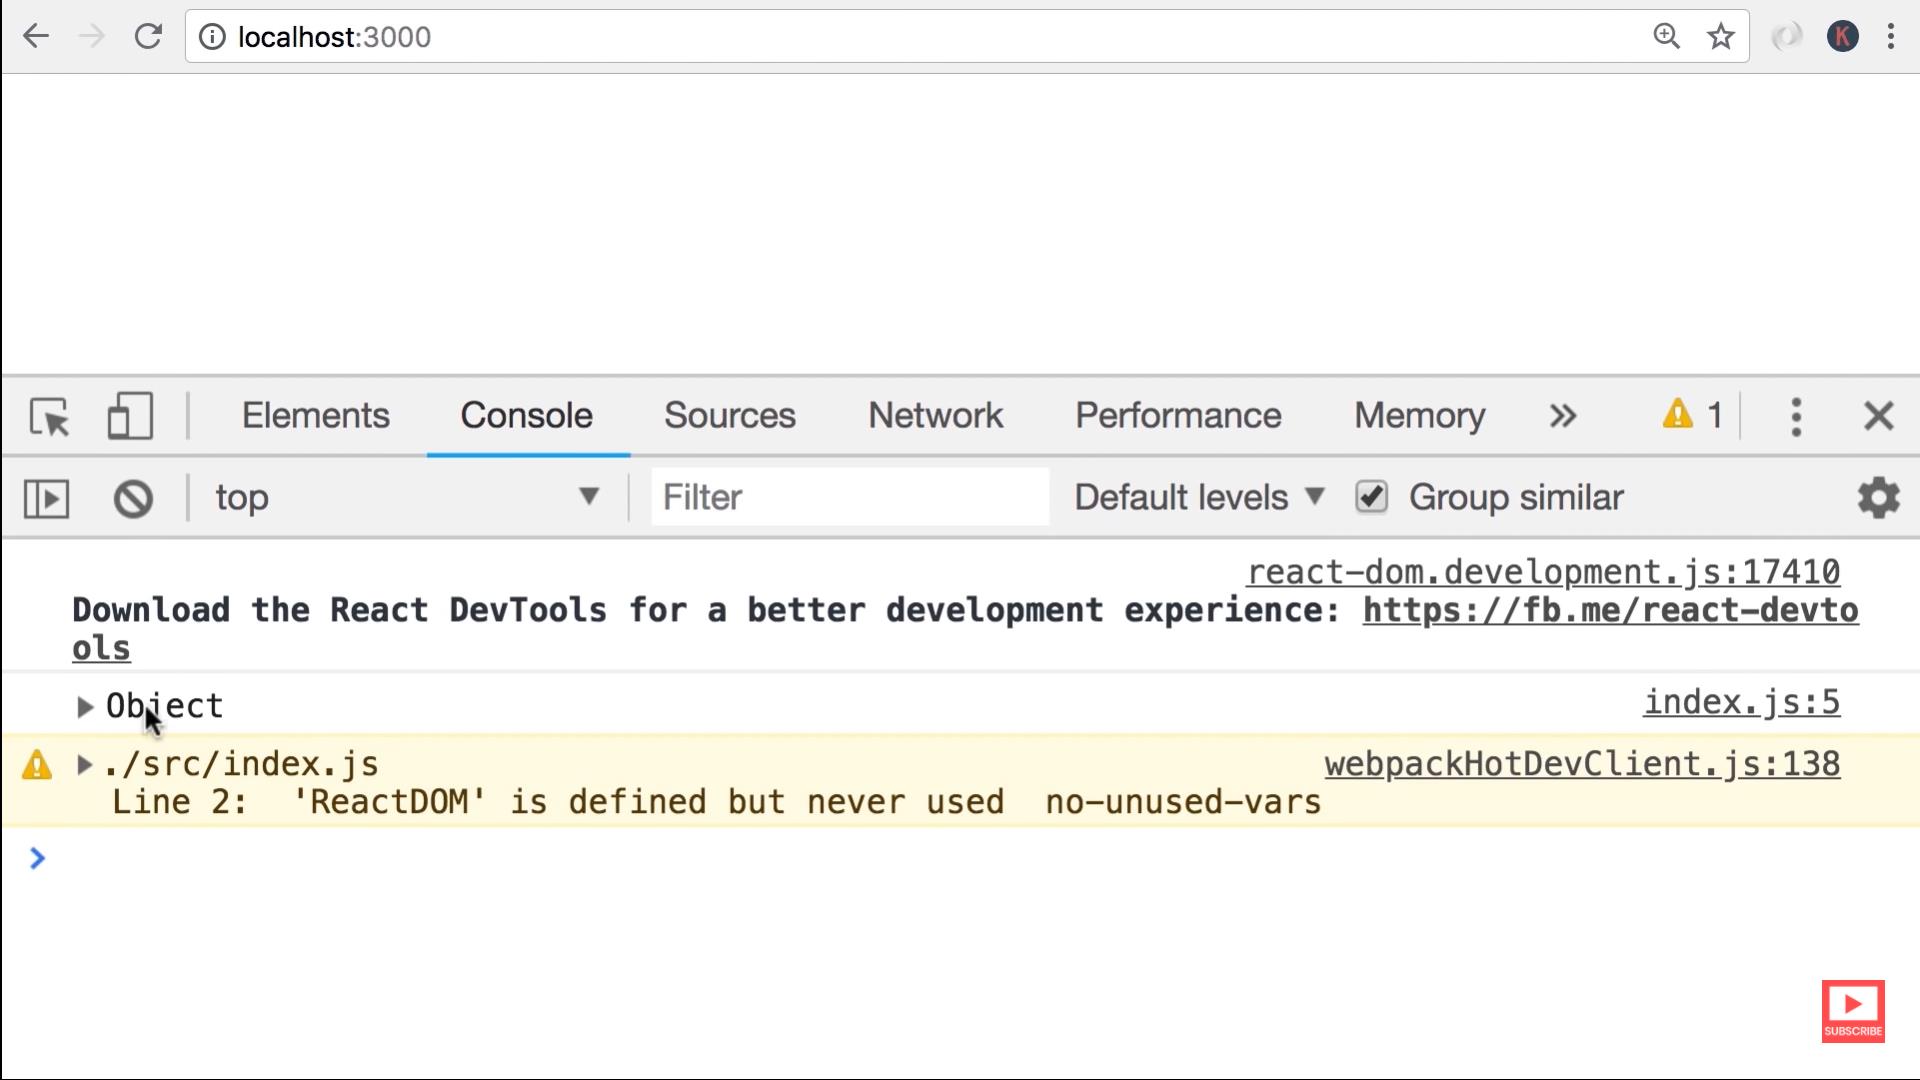 localhost:3000
K
Elements Console Sources Network Performance Memory » 1
top Filter Default levels Group similar
react-dom.development.js:17410
Download the React DevTools for a better development experience: https://fb.me/react-devto
ols
Object index.js:5
./src/index.js webpackHotDevClient.js:138
Line 2: 'ReactDOM' is defined but never used no-unused-vars
SUBSCRIBE